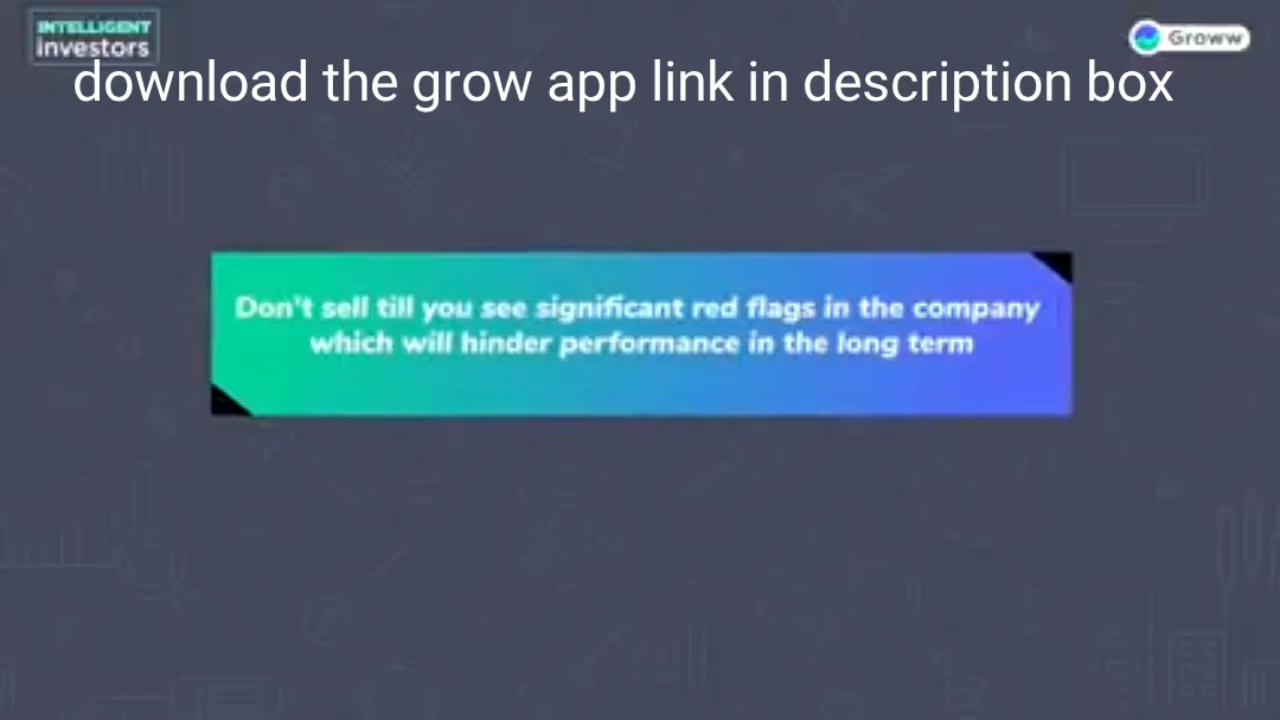 INTELLIGENT
investors
Groww
download the grow app link in description box
Don't sell till you see significant red flags in the company
which will hinder performance in the long term